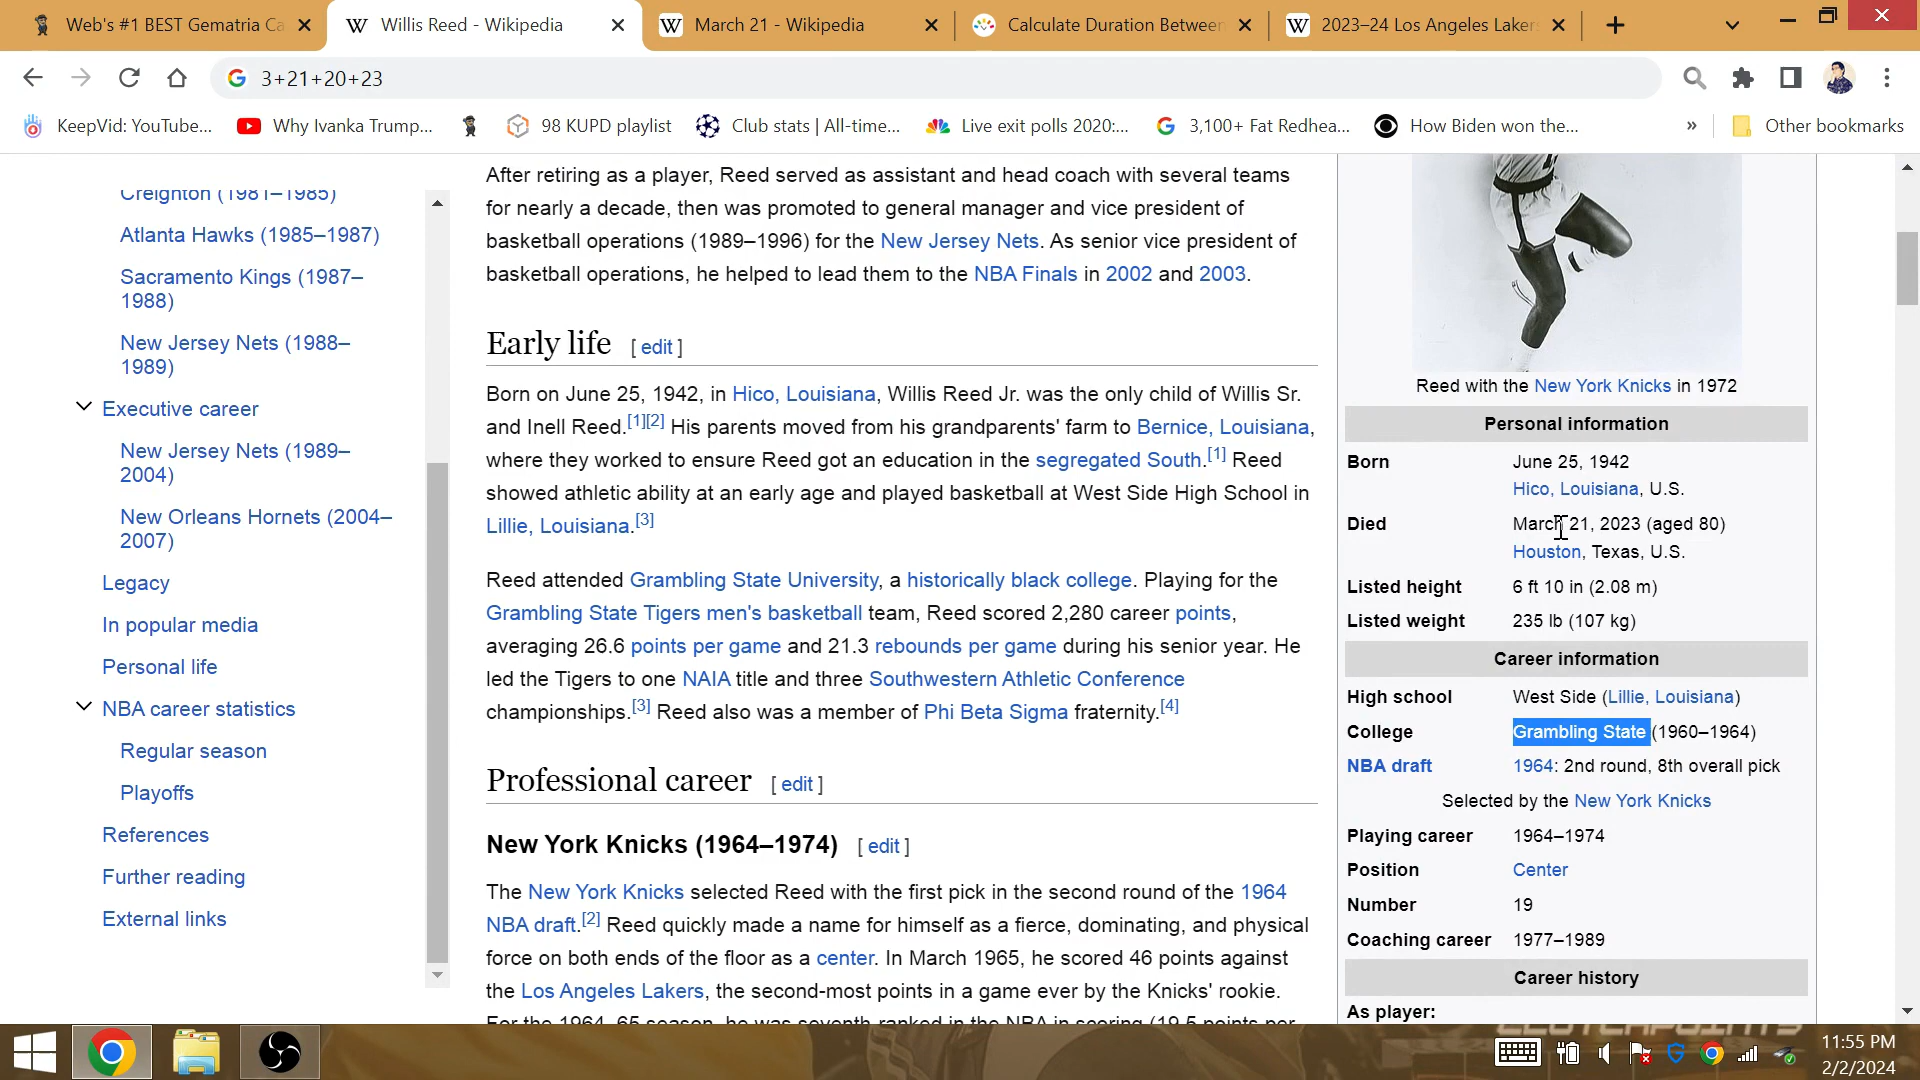 Web's #1 BEST Gematria Ca
Willis Reed - Wikipedia
March 21 - Wikipedia
Calculate Duration Between
2023–24 Los Angeles Lakers
3+21+20+23
KeepVid: YouTube...
Why Ivanka Trump...
98 KUPD playlist
Club stats | All-time...
Live exit polls 2020:...
3,100+ Fat Redhea...
How Biden won the...
»
Other bookmarks
Creighton (1981–1985)
Atlanta Hawks (1985–1987)
Sacramento Kings (1987–
1988)
New Jersey Nets (1988–
1989)
Executive career
New Jersey Nets (1989–
2004)
New Orleans Hornets (2004–
2007)
Legacy
In popular media
Personal life
NBA career statistics
Regular season
Playoffs
References
Further reading
External links
After retiring as a player, Reed served as assistant and head coach with several teams
for nearly a decade, then was promoted to general manager and vice president of
basketball operations (1989–1996) for the New Jersey Nets. As senior vice president of
basketball operations, he helped to lead them to the NBA Finals in 2002 and 2003.
Early life [ edit ]
Born on June 25, 1942, in Hico, Louisiana, Willis Reed Jr. was the only child of Willis Sr.
and Inell Reed.[1][2] His parents moved from his grandparents' farm to Bernice, Louisiana,
where they worked to ensure Reed got an education in the segregated South.[1] Reed
showed athletic ability at an early age and played basketball at West Side High School in
Lillie, Louisiana.[3]
Reed attended Grambling State University, a historically black college. Playing for the
Grambling State Tigers men's basketball team, Reed scored 2,280 career points,
averaging 26.6 points per game and 21.3 rebounds per game during his senior year. He
led the Tigers to one NAIA title and three Southwestern Athletic Conference
championships.[3] Reed also was a member of Phi Beta Sigma fraternity.[4]
Professional career [ edit ]
New York Knicks (1964–1974) [ edit ]
The New York Knicks selected Reed with the first pick in the second round of the 1964
NBA draft.[2] Reed quickly made a name for himself as a fierce, dominating, and physical
force on both ends of the floor as a center. In March 1965, he scored 46 points against
the Los Angeles Lakers, the second-most points in a game ever by the Knicks' rookie.
For the 1964–65 season, he was seventh ranked in the NBA in scoring (19.5 points per
Reed with the New York Knicks in 1972
Personal information
Born June 25, 1942
Hico, Louisiana, U.S.
Died March 21, 2023 (aged 80)
Houston, Texas, U.S.
Listed height 6 ft 10 in (2.08 m)
Listed weight 235 lb (107 kg)
Career information
High school West Side (Lillie, Louisiana)
College Grambling State (1960–1964)
NBA draft 1964: 2nd round, 8th overall pick
Selected by the New York Knicks
Playing career 1964–1974
Position Center
Number 19
Coaching career 1977–1989
Career history
As player:
CLUTCHPOINTS
11:55 PM
2/2/2024